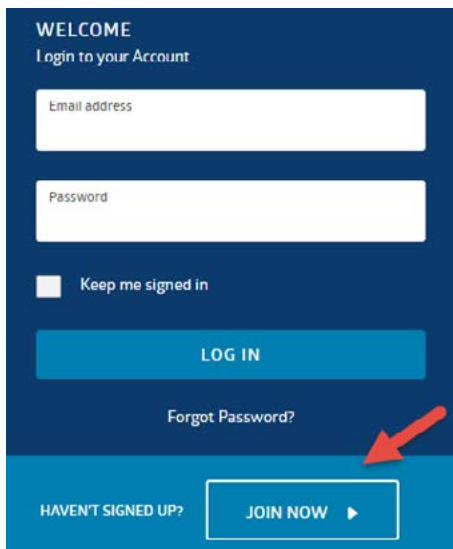 WELCOME
Login to your Account
Email address
Password
Keep me signed in
LOG IN
Forgot Password?
HAVEN'T SIGNED UP?
JOIN NOW